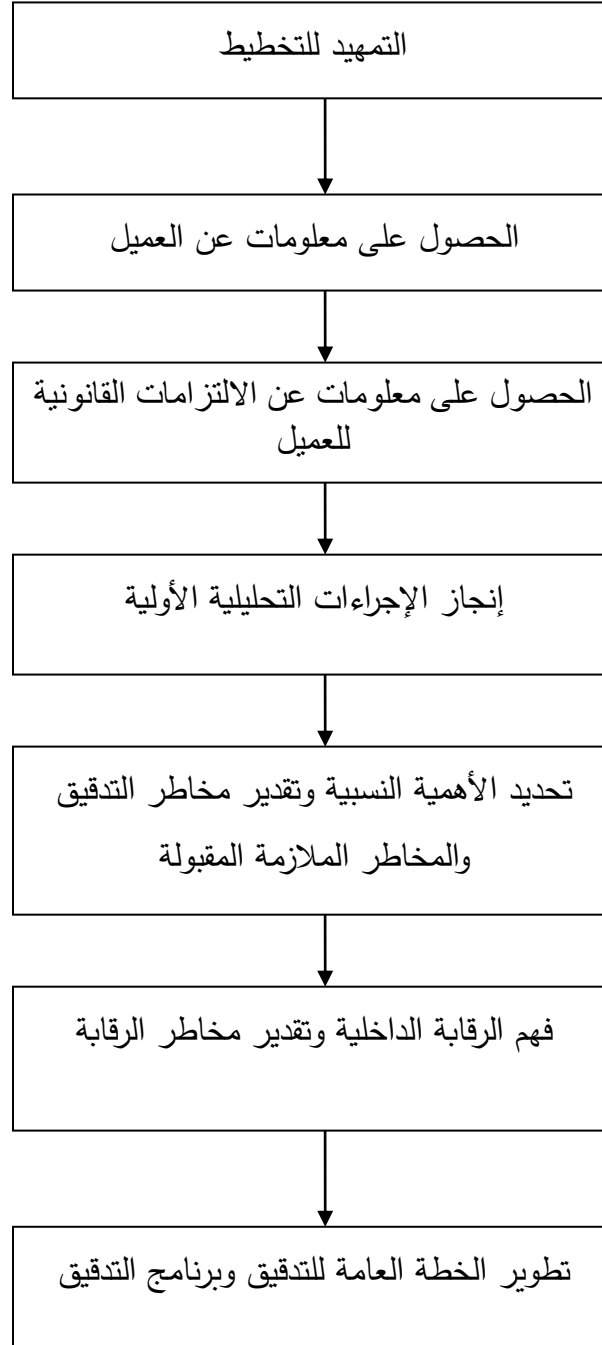 التمهيد للتخطيط
الحصول على معلومات عن العميل
الحصول على معلومات عن الالتزامات القانونية
للعميل
إنجاز الإجراءات التحليلية الأولية
تحديد الأهمية النسبية وتقدير مخاطر التدقيق
والمخاطر الملازمة المقبولة
فهم الرقابة الداخلية وتقدير مخاطر الرقابة
تطوير الخطة العامة للتدقيق وبرنامج التدقيق